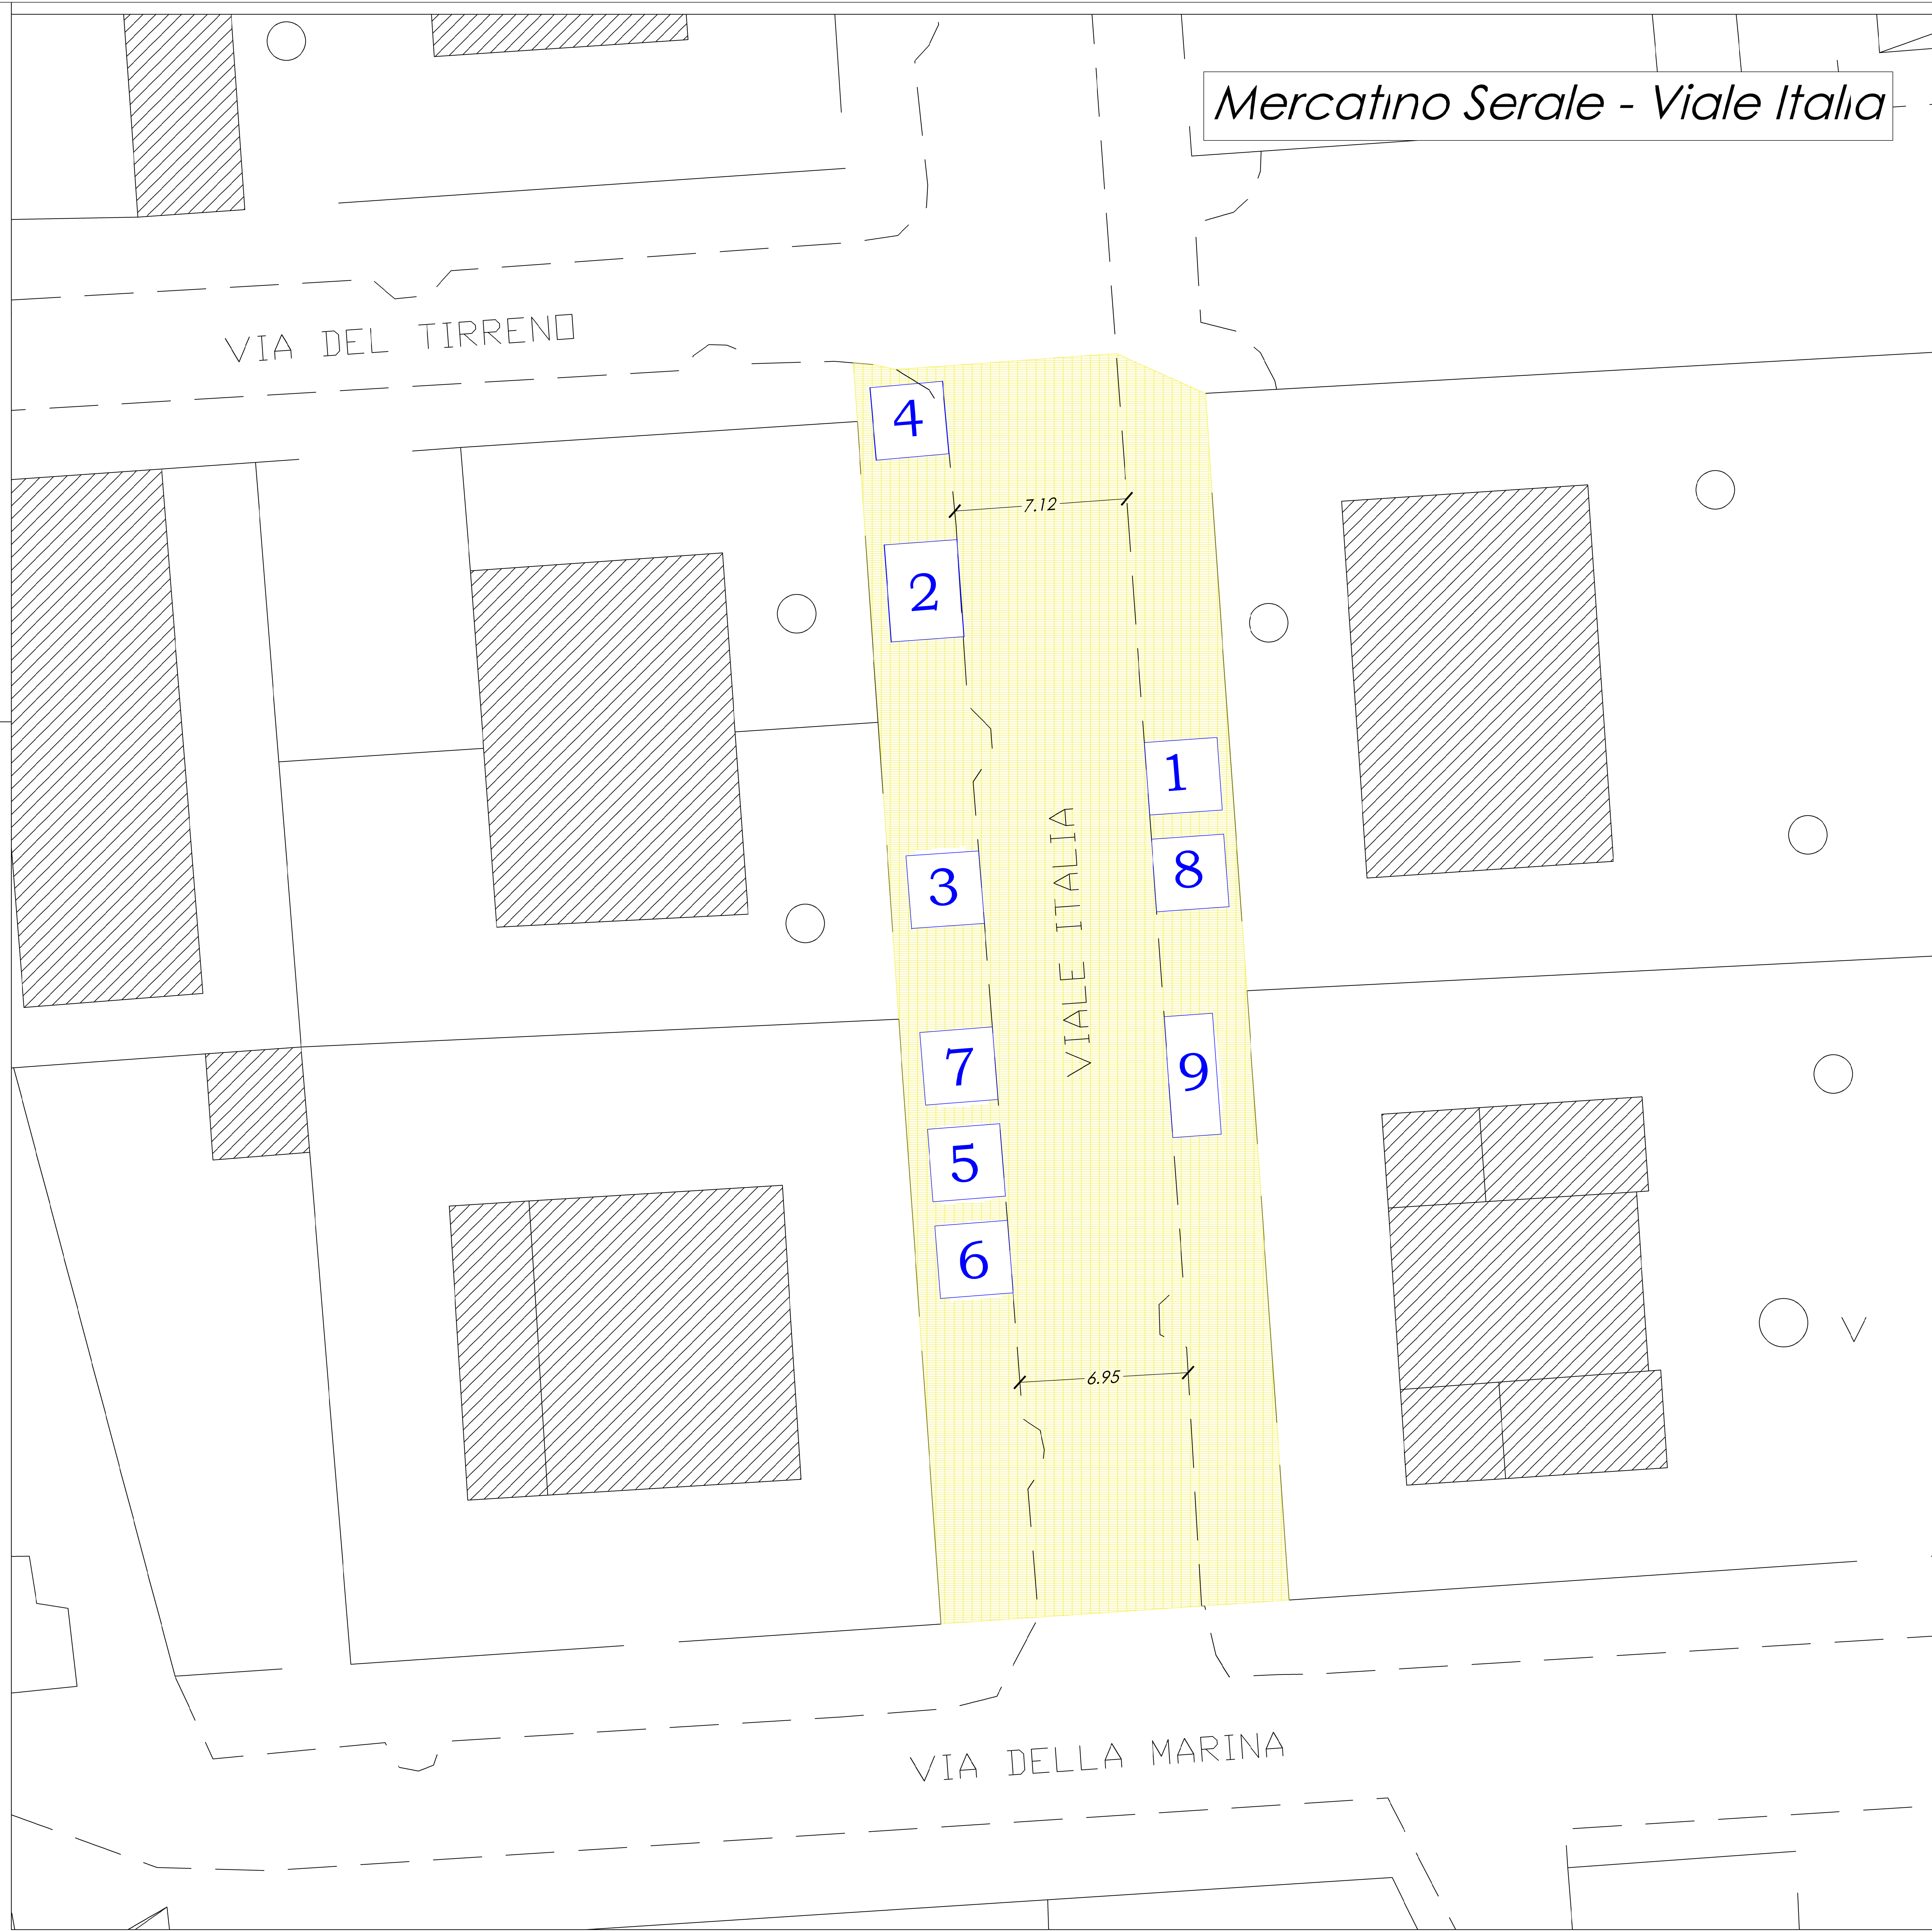 Mercatino Serale - Viale Italia
VIA DEL TIRRENO
4
7.12
2
1
8
3
VIALE ITALIA
7
9
5
6
6.95
V
VIA DELLA MARINA